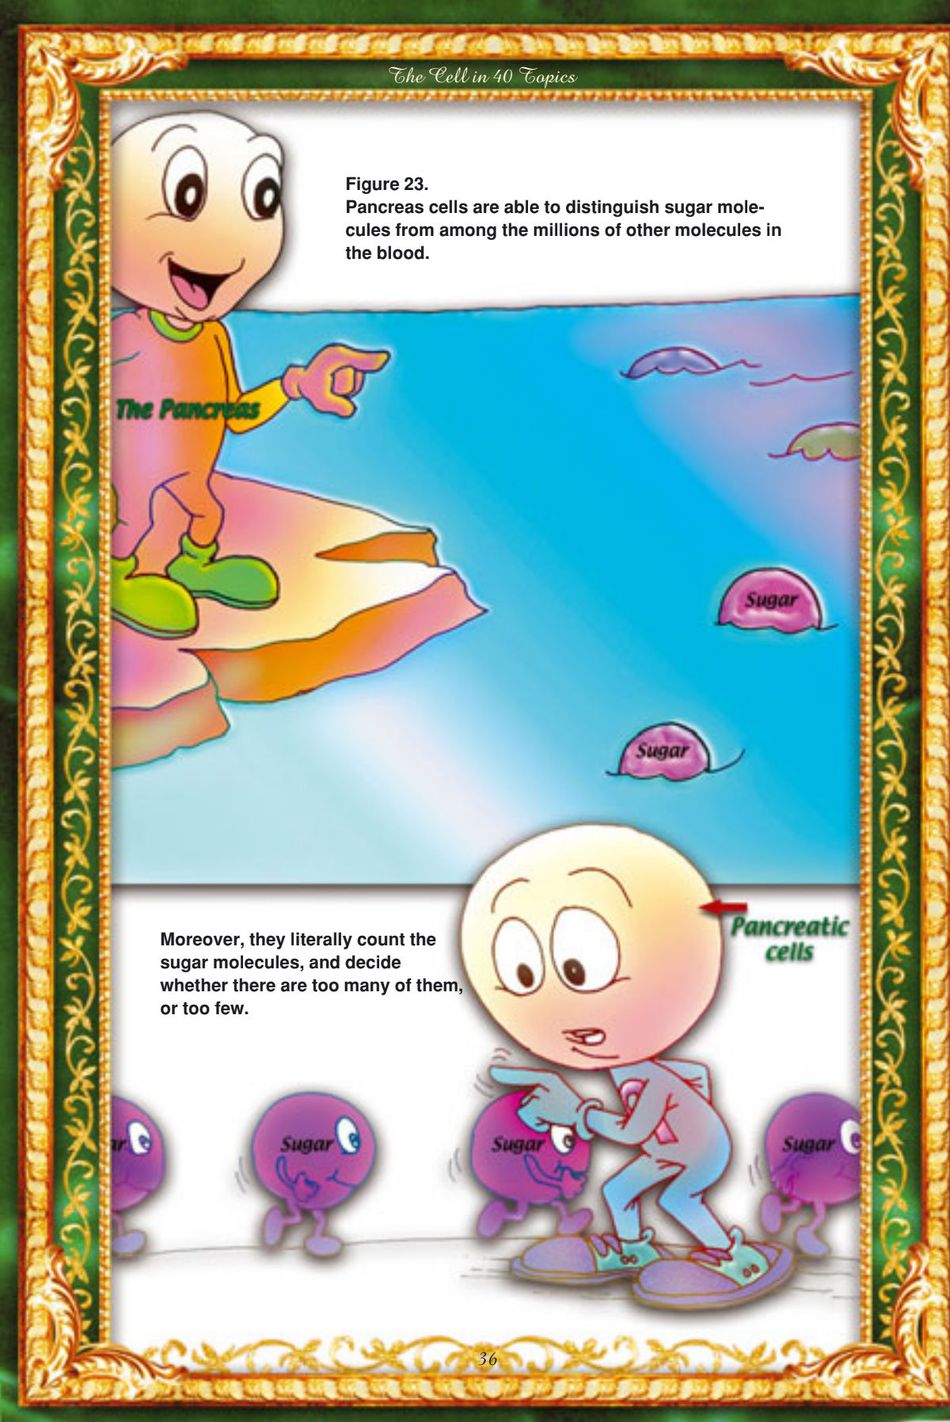 The Cell in 40 Topics
Figure 23.
Pancreas cells are able to distinguish sugar mole-
cules from among the millions of other molecules in
the blood.
The Pancreas
Sugar
Sugar
Pancreatic
cells
Moreover, they literally count the
sugar molecules, and decide
whether there are too many of them,
or too few.
ar
Sugar
Sugar
Sugar
36